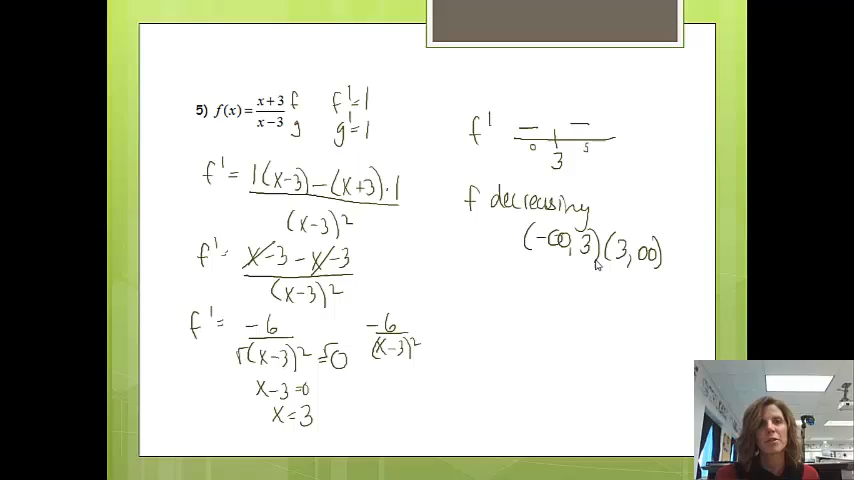 5) f(x) = x+3 / x−3 f g
f' = 1
g' = 1
f' = 1(x−3) − (x+3)·1 / (x−3)²
f' = x−3 − x−3 / (x−3)²
f' = −6 / √(x−3)² = √0
−6 / (x−3)²
x−3 = 0
x = 3
f' − −
0 3 5
f decreasing
(−∞, 3) (3, ∞)